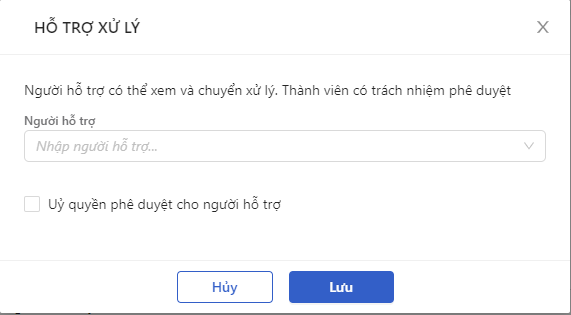 HỖ TRỢ XỬ LÝ
Người hỗ trợ có thể xem và chuyển xử lý. Thành viên có trách nhiệm phê duyệt
Người hỗ trợ
Nhập người hỗ trợ...
Uỷ quyền phê duyệt cho người hỗ trợ
Hủy
Lưu